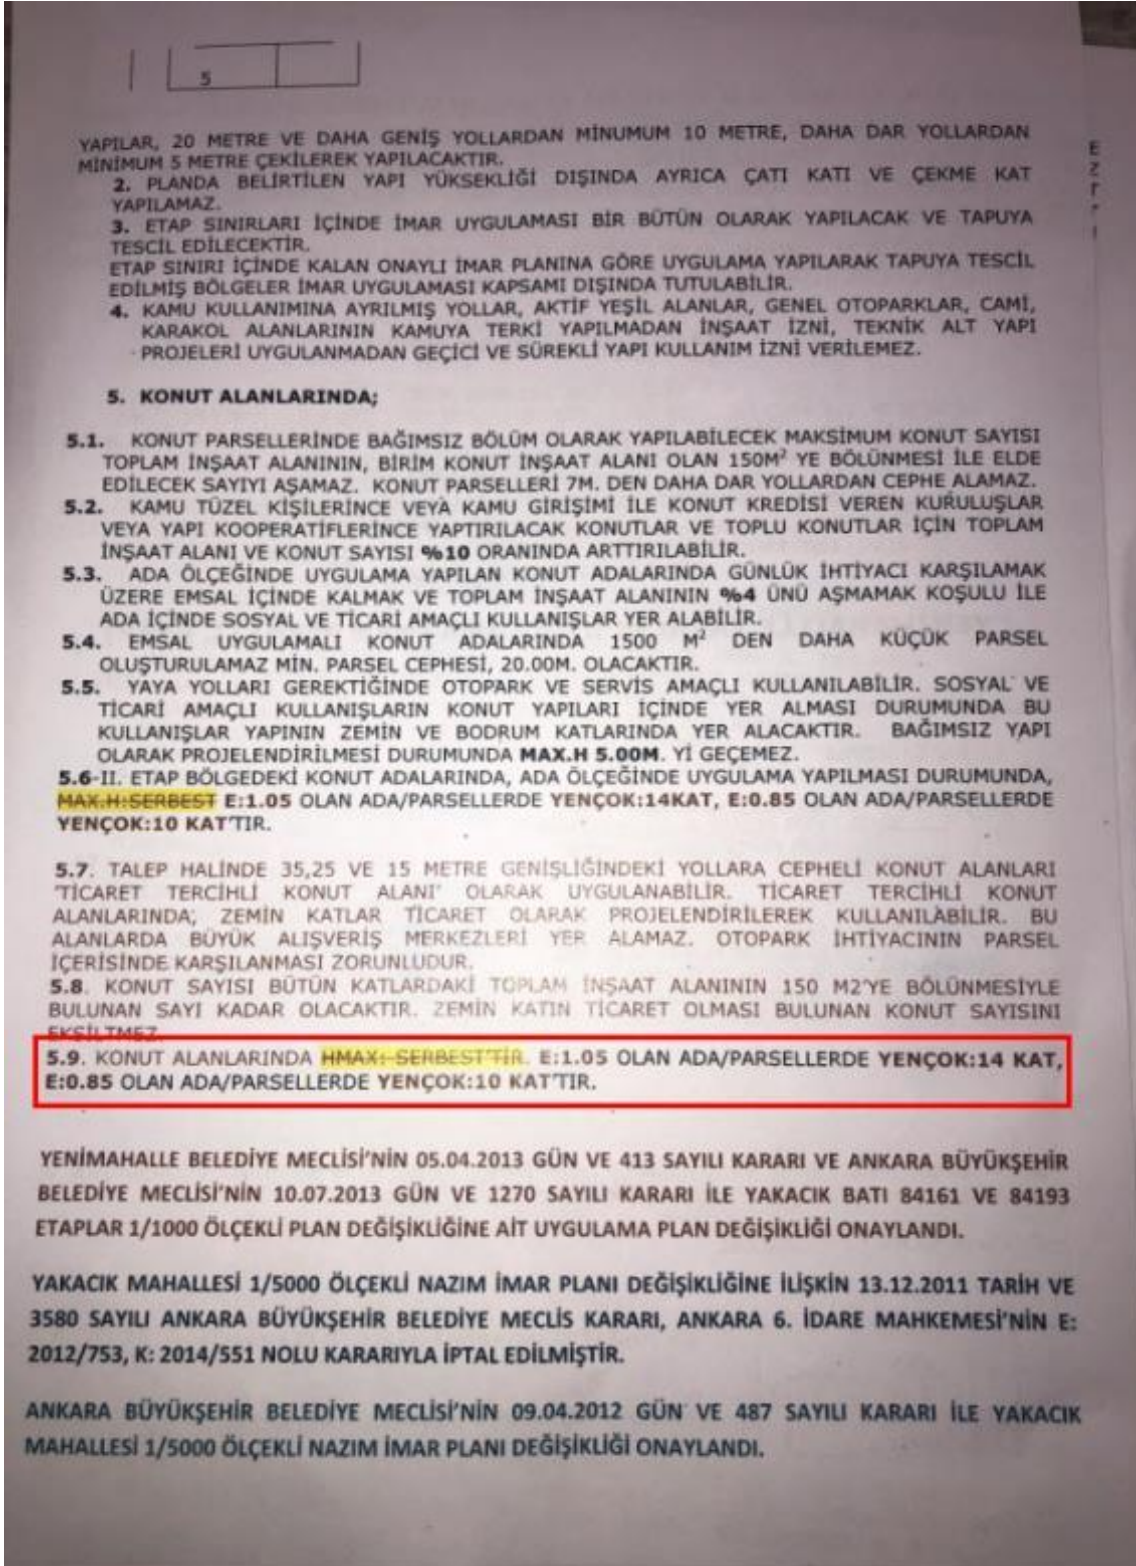 5
YAPILAR, 20 METRE VE DAHA GENİŞ YOLLARDAN MİNUMUM 10 METRE, DAHA DAR YOLLARDAN
MİNİMUM 5 METRE ÇEKİLEREK YAPILACAKTIR.
2. PLANDA BELİRTİLEN YAPI YÜKSEKLİĞİ DIŞINDA AYRICA ÇATI KATI VE ÇEKME KAT
YAPILAMAZ.
3. ETAP SINIRLARI İÇİNDE İMAR UYGULAMASI BİR BÜTÜN OLARAK YAPILACAK VE TAPUYA
TESCİL EDİLECEKTİR.
ETAP SINIRI İÇİNDE KALAN ONAYLI İMAR PLANINA GÖRE UYGULAMA YAPILARAK TAPUYA TESCİL
EDİLMİŞ BÖLGELER İMAR UYGULAMASI KAPSAMI DIŞINDA TUTULABİLİR.
4. KAMU KULLANIMINA AYRILMIŞ YOLLAR, AKTİF YEŞİL ALANLAR, GENEL OTOPARKLAR, CAMİ,
KARAKOL ALANLARININ KAMUYA TERKİ YAPILMADAN İNŞAAT İZNİ, TEKNİK ALT YAPI
PROJELERİ UYGULANMADAN GEÇİCİ VE SÜREKLİ YAPI KULLANIM İZNİ VERİLEMEZ.
5. KONUT ALANLARINDA;
5.1. KONUT PARSELLERİNDE BAĞIMSIZ BÖLÜM OLARAK YAPILABİLECEK MAKSİMUM KONUT SAYISI
TOPLAM İNŞAAT ALANININ, BİRİM KONUT İNŞAAT ALANI OLAN 150M² YE BÖLÜNMESİ İLE ELDE
EDİLECEK SAYIYI AŞAMAZ. KONUT PARSELLERİ 7M. DEN DAHA DAR YOLLARDAN CEPHE ALAMAZ.
5.2. KAMU TÜZEL KİŞİLERİNCE VEYA KAMU GİRİŞİMİ İLE KONUT KREDİSİ VEREN KURULUŞLAR
VEYA YAPI KOOPERATİFLERİNCE YAPTIRILACAK KONUTLAR VE TOPLU KONUTLAR İÇİN TOPLAM
İNŞAAT ALANI VE KONUT SAYISI %10 ORANINDA ARTTIRILABİLİR.
5.3. ADA ÖLÇEĞİNDE UYGULAMA YAPILAN KONUT ADALARINDA GÜNLÜK İHTİYACI KARŞILAMAK
ÜZERE EMSAL İÇİNDE KALMAK VE TOPLAM İNŞAAT ALANININ %4 ÜNÜ AŞMAMAK KOŞULU İLE
ADA İÇİNDE SOSYAL VE TİCARİ AMAÇLI KULLANIŞLAR YER ALABİLİR.
5.4. EMSAL UYGULAMALI KONUT ADALARINDA 1500 M² DEN DAHA KÜÇÜK PARSEL
OLUŞTURULAMAZ MİN. PARSEL CEPHESİ, 20.00M. OLACAKTIR.
5.5. YAYA YOLLARI GEREKTİĞİNDE OTOPARK VE SERVİS AMAÇLI KULLANILABİLİR. SOSYAL VE
TİCARİ AMAÇLI KULLANIŞLARIN KONUT YAPILARI İÇİNDE YER ALMASI DURUMUNDA BU
KULLANIŞLAR YAPININ ZEMİN VE BODRUM KATLARINDA YER ALACAKTIR. BAĞIMSIZ YAPI
OLARAK PROJELENDİRİLMESİ DURUMUNDA MAX.H 5.00M. Yİ GEÇEMEZ.
5.6-II. ETAP BÖLGEDEKİ KONUT ADALARINDA, ADA ÖLÇEĞİNDE UYGULAMA YAPILMASI DURUMUNDA,
MAX.H:SERBEST E:1.05 OLAN ADA/PARSELLERDE YENÇOK:14KAT, E:0.85 OLAN ADA/PARSELLERDE
YENÇOK:10 KAT'TIR.
5.7. TALEP HALİNDE 35,25 VE 15 METRE GENİŞLİĞİNDEKİ YOLLARA CEPHELİ KONUT ALANLARI
'TİCARET TERCİHLİ KONUT ALANI' OLARAK UYGULANABİLİR. TİCARET TERCİHLİ KONUT
ALANLARINDA, ZEMİN KATLAR TİCARET OLARAK PROJELENDİRİLEREK KULLANILABİLİR. BU
ALANLARDA BÜYÜK ALIŞVERİŞ MERKEZLERİ YER ALAMAZ. OTOPARK İHTİYACININ PARSEL
İÇERİSİNDE KARŞILANMASI ZORUNLUDUR.
5.8. KONUT SAYISI BÜTÜN KATLARDAKİ TOPLAM İNŞAAT ALANININ 150 M2'YE BÖLÜNMESİYLE
BULUNAN SAYI KADAR OLACAKTIR. ZEMİN KATIN TİCARET OLMASI BULUNAN KONUT SAYISINI
EKSİLTMEZ.
5.9. KONUT ALANLARINDA HMAX: SERBEST'TİR. E:1.05 OLAN ADA/PARSELLERDE YENÇOK:14 KAT,
E:0.85 OLAN ADA/PARSELLERDE YENÇOK:10 KAT'TIR.
YENİMAHALLE BELEDİYE MECLİSİ'NİN 05.04.2013 GÜN VE 413 SAYILI KARARI VE ANKARA BÜYÜKŞEHİR
BELEDİYE MECLİSİ'NİN 10.07.2013 GÜN VE 1270 SAYILI KARARI İLE YAKACIK BATI 84161 VE 84193
ETAPLAR 1/1000 ÖLÇEKLİ PLAN DEĞİŞİKLİĞİNE AİT UYGULAMA PLAN DEĞİŞİKLİĞİ ONAYLANDI.
YAKACIK MAHALLESİ 1/5000 ÖLÇEKLİ NAZIM İMAR PLANI DEĞİŞİKLİĞİNE İLİŞKİN 13.12.2011 TARİH VE
3580 SAYILI ANKARA BÜYÜKŞEHİR BELEDİYE MECLİS KARARI, ANKARA 6. İDARE MAHKEMESİ'NİN E:
2012/753, K: 2014/551 NOLU KARARIYLA İPTAL EDİLMİŞTİR.
ANKARA BÜYÜKŞEHİR BELEDİYE MECLİSİ'NİN 09.04.2012 GÜN VE 487 SAYILI KARARI İLE YAKACIK
MAHALLESİ 1/5000 ÖLÇEKLİ NAZIM İMAR PLANI DEĞİŞİKLİĞİ ONAYLANDI.